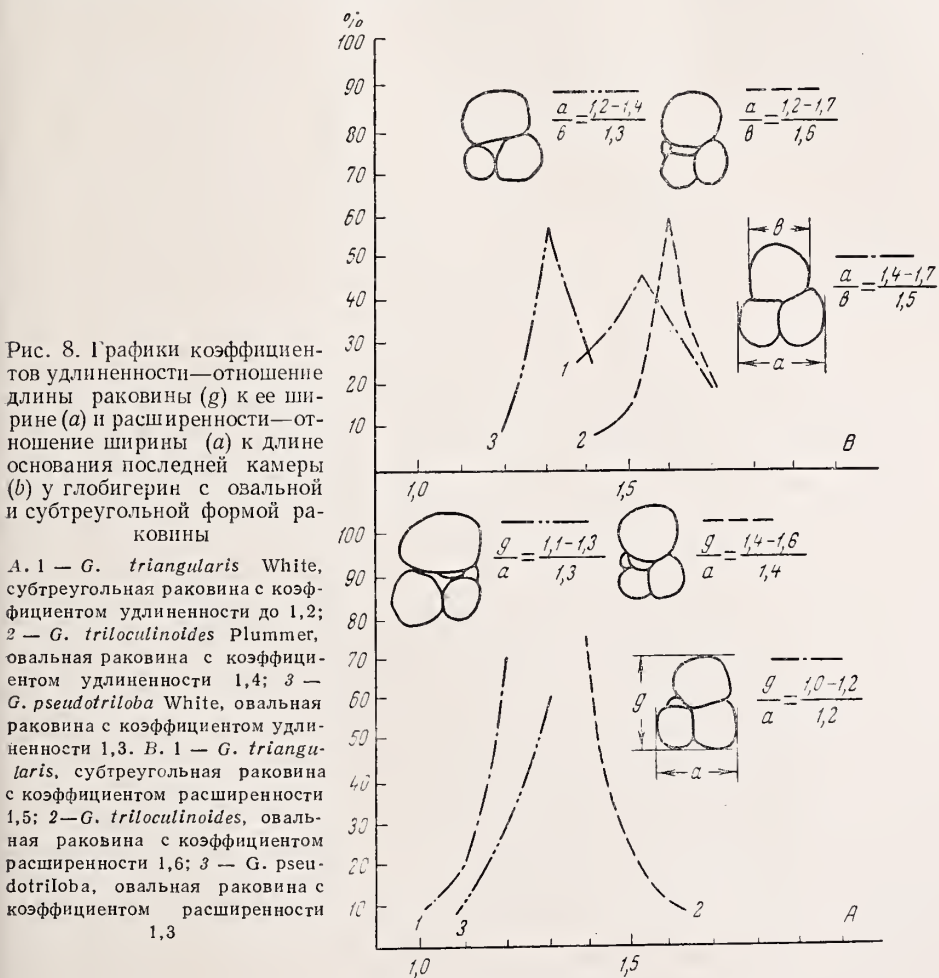 Рис. 8. Графики коэффициен-
тов удлиненности—отношение
длины раковины (g) к ее ши-
рине (a) и расширенности—от-
ношение ширины (a) к длине
основания последней камеры
(b) у глобигерин с овальной
и субтреугольной формой ра-
ковины
A. 1 — G. triangularis White,
субтреугольная раковина с коэф-
фициентом удлиненности до 1,2;
2 — G. triloculinoides Plummer,
овальная раковина с коэффици-
ентом удлиненности 1,4; 3 —
G. pseudotriloba White, овальная
раковина с коэффициентом удли-
ненности 1,3. B. 1 — G. triangu-
laris, субтреугольная раковина
с коэффициентом расширенности
1,5; 2—G. triloculinoides, оваль-
ная раковина с коэффициентом
расширенности 1,6; 3 — G. pseu-
dotriloba, овальная раковина с
коэффициентом расширенности
1,3
%
100
90
80
70
60
50
40
30
20
10
a/б = 1,2-1,4/1,3
a/в = 1,2-1,7/1,6
в
a/в = 1,4-1,7/1,5
a
1
3
2
B
1,0
1,5
100
90
80
70
60
50
40
30
20
10
g/a = 1,1-1,3/1,3
g/a = 1,4-1,6/1,4
g
g/a = 1,0-1,2/1,2
a
1
3
2
A
1,0
1,5